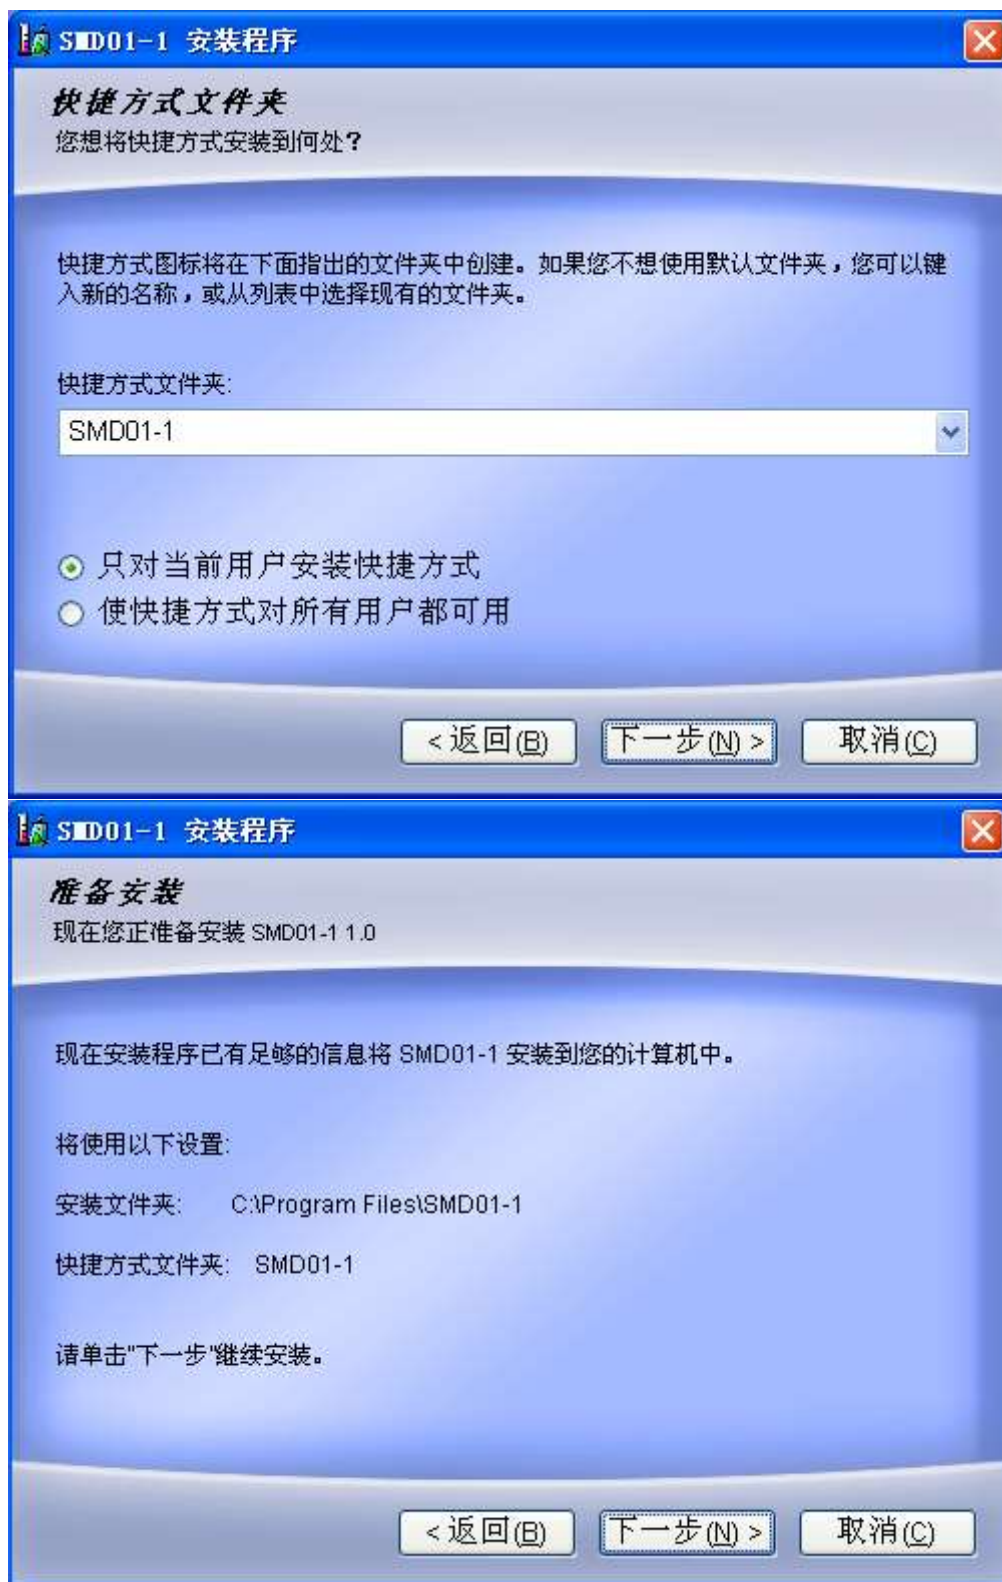 SMD01-1 安装程序
快捷方式文件夹
您想将快捷方式安装到何处?
快捷方式图标将在下面指出的文件夹中创建。如果您不想使用默认文件夹,您可以键
入新的名称,或从列表中选择现有的文件夹。
快捷方式文件夹:
SMD01-1
只对当前用户安装快捷方式
使快捷方式对所有用户都可用
<返回(B) 下一步(N) > 取消(C)
SMD01-1 安装程序
准备安装
现在您正准备安装 SMD01-1 1.0
现在安装程序已有足够的信息将 SMD01-1 安装到您的计算机中。
将使用以下设置:
安装文件夹: C:\Program Files\SMD01-1
快捷方式文件夹: SMD01-1
请单击"下一步"继续安装。
<返回(B) 下一步(N) > 取消(C)